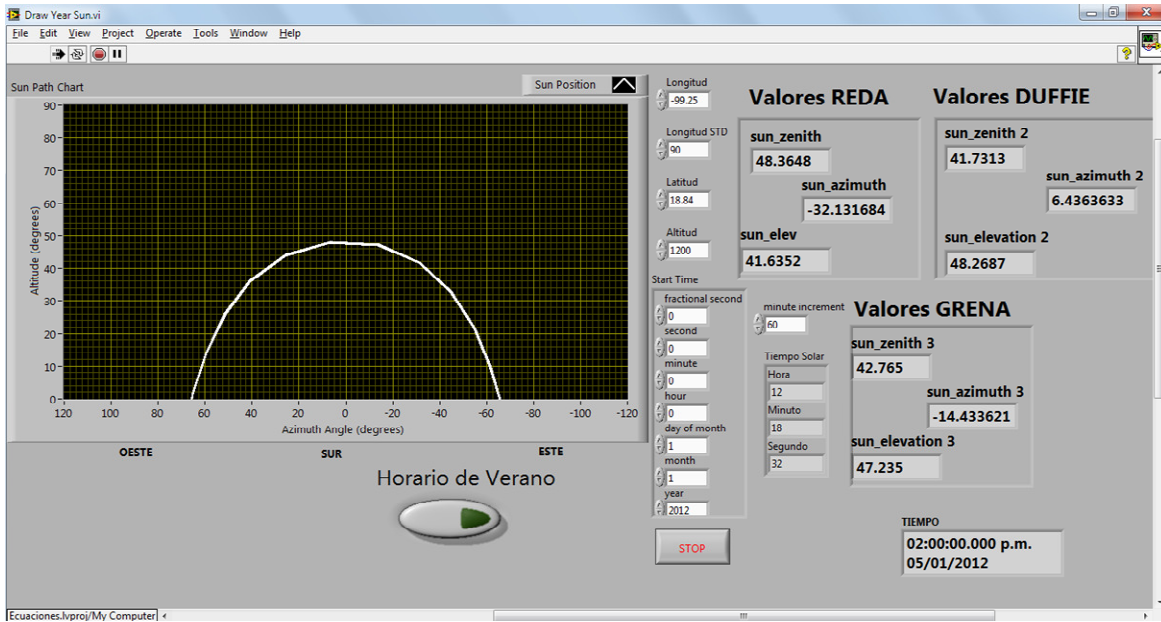 Draw Year Sun.vi
File Edit View Project Operate Tools Window Help
Sun Path Chart
Sun Position
90
80
70
60
50
40
30
20
10
0
Altitude (degrees)
120 100 80 60 40 20 0 -20 -40 -60 -80 -100 -120
Azimuth Angle (degrees)
OESTE SUR ESTE
Horario de Verano
Longitud
-99.25
Longitud STD
90
Latitud
18.84
Altitud
1200
Start Time
fractional second
0
second
0
minute
0
hour
0
day of month
1
month
1
year
2012
STOP
minute increment
60
Tiempo Solar
Hora
12
Minuto
18
Segundo
32
Valores REDA
sun_zenith
48.3648
sun_azimuth
-32.131684
sun_elev
41.6352
Valores DUFFIE
sun_zenith 2
41.7313
sun_azimuth 2
6.4363633
sun_elevation 2
48.2687
Valores GRENA
sun_zenith 3
42.765
sun_azimuth 3
-14.433621
sun_elevation 3
47.235
TIEMPO
02:00:00.000 p.m.
05/01/2012
Ecuaciones.lvproj/My Computer